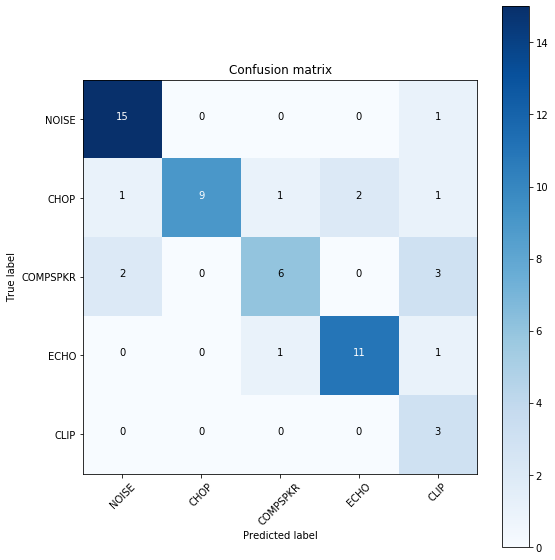 Confusion matrix
True label
NOISE 15 0 0 0 1
CHOP 1 9 1 2 1
COMPSPKR 2 0 6 0 3
ECHO 0 0 1 11 1
CLIP 0 0 0 0 3
NOISE CHOP COMPSPKR ECHO CLIP
Predicted label
14
12
10
8
6
4
2
0